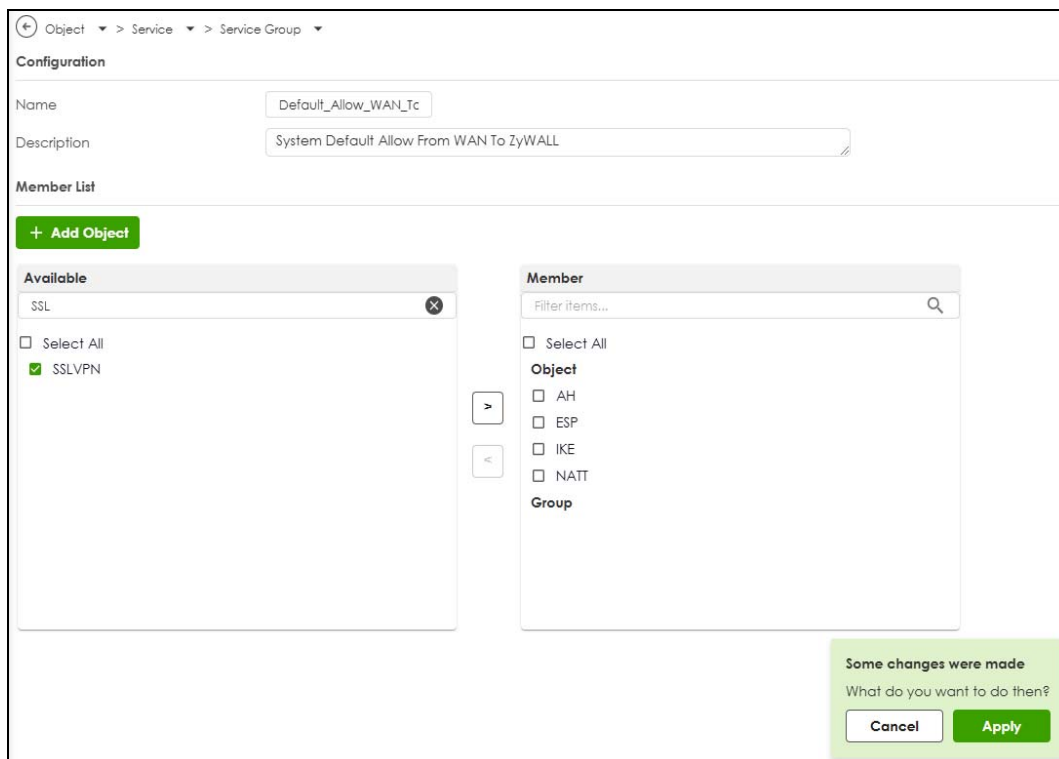 Object > Service > Service Group
Configuration
Name Default_Allow_WAN_Tc
Description System Default Allow From WAN To ZyWALL
Member List
+ Add Object
Available
SSL
Select All
SSLVPN
>
<
Member
Filter items...
Select All
Object
AH
ESP
IKE
NATT
Group
Some changes were made
What do you want to do then?
Cancel Apply